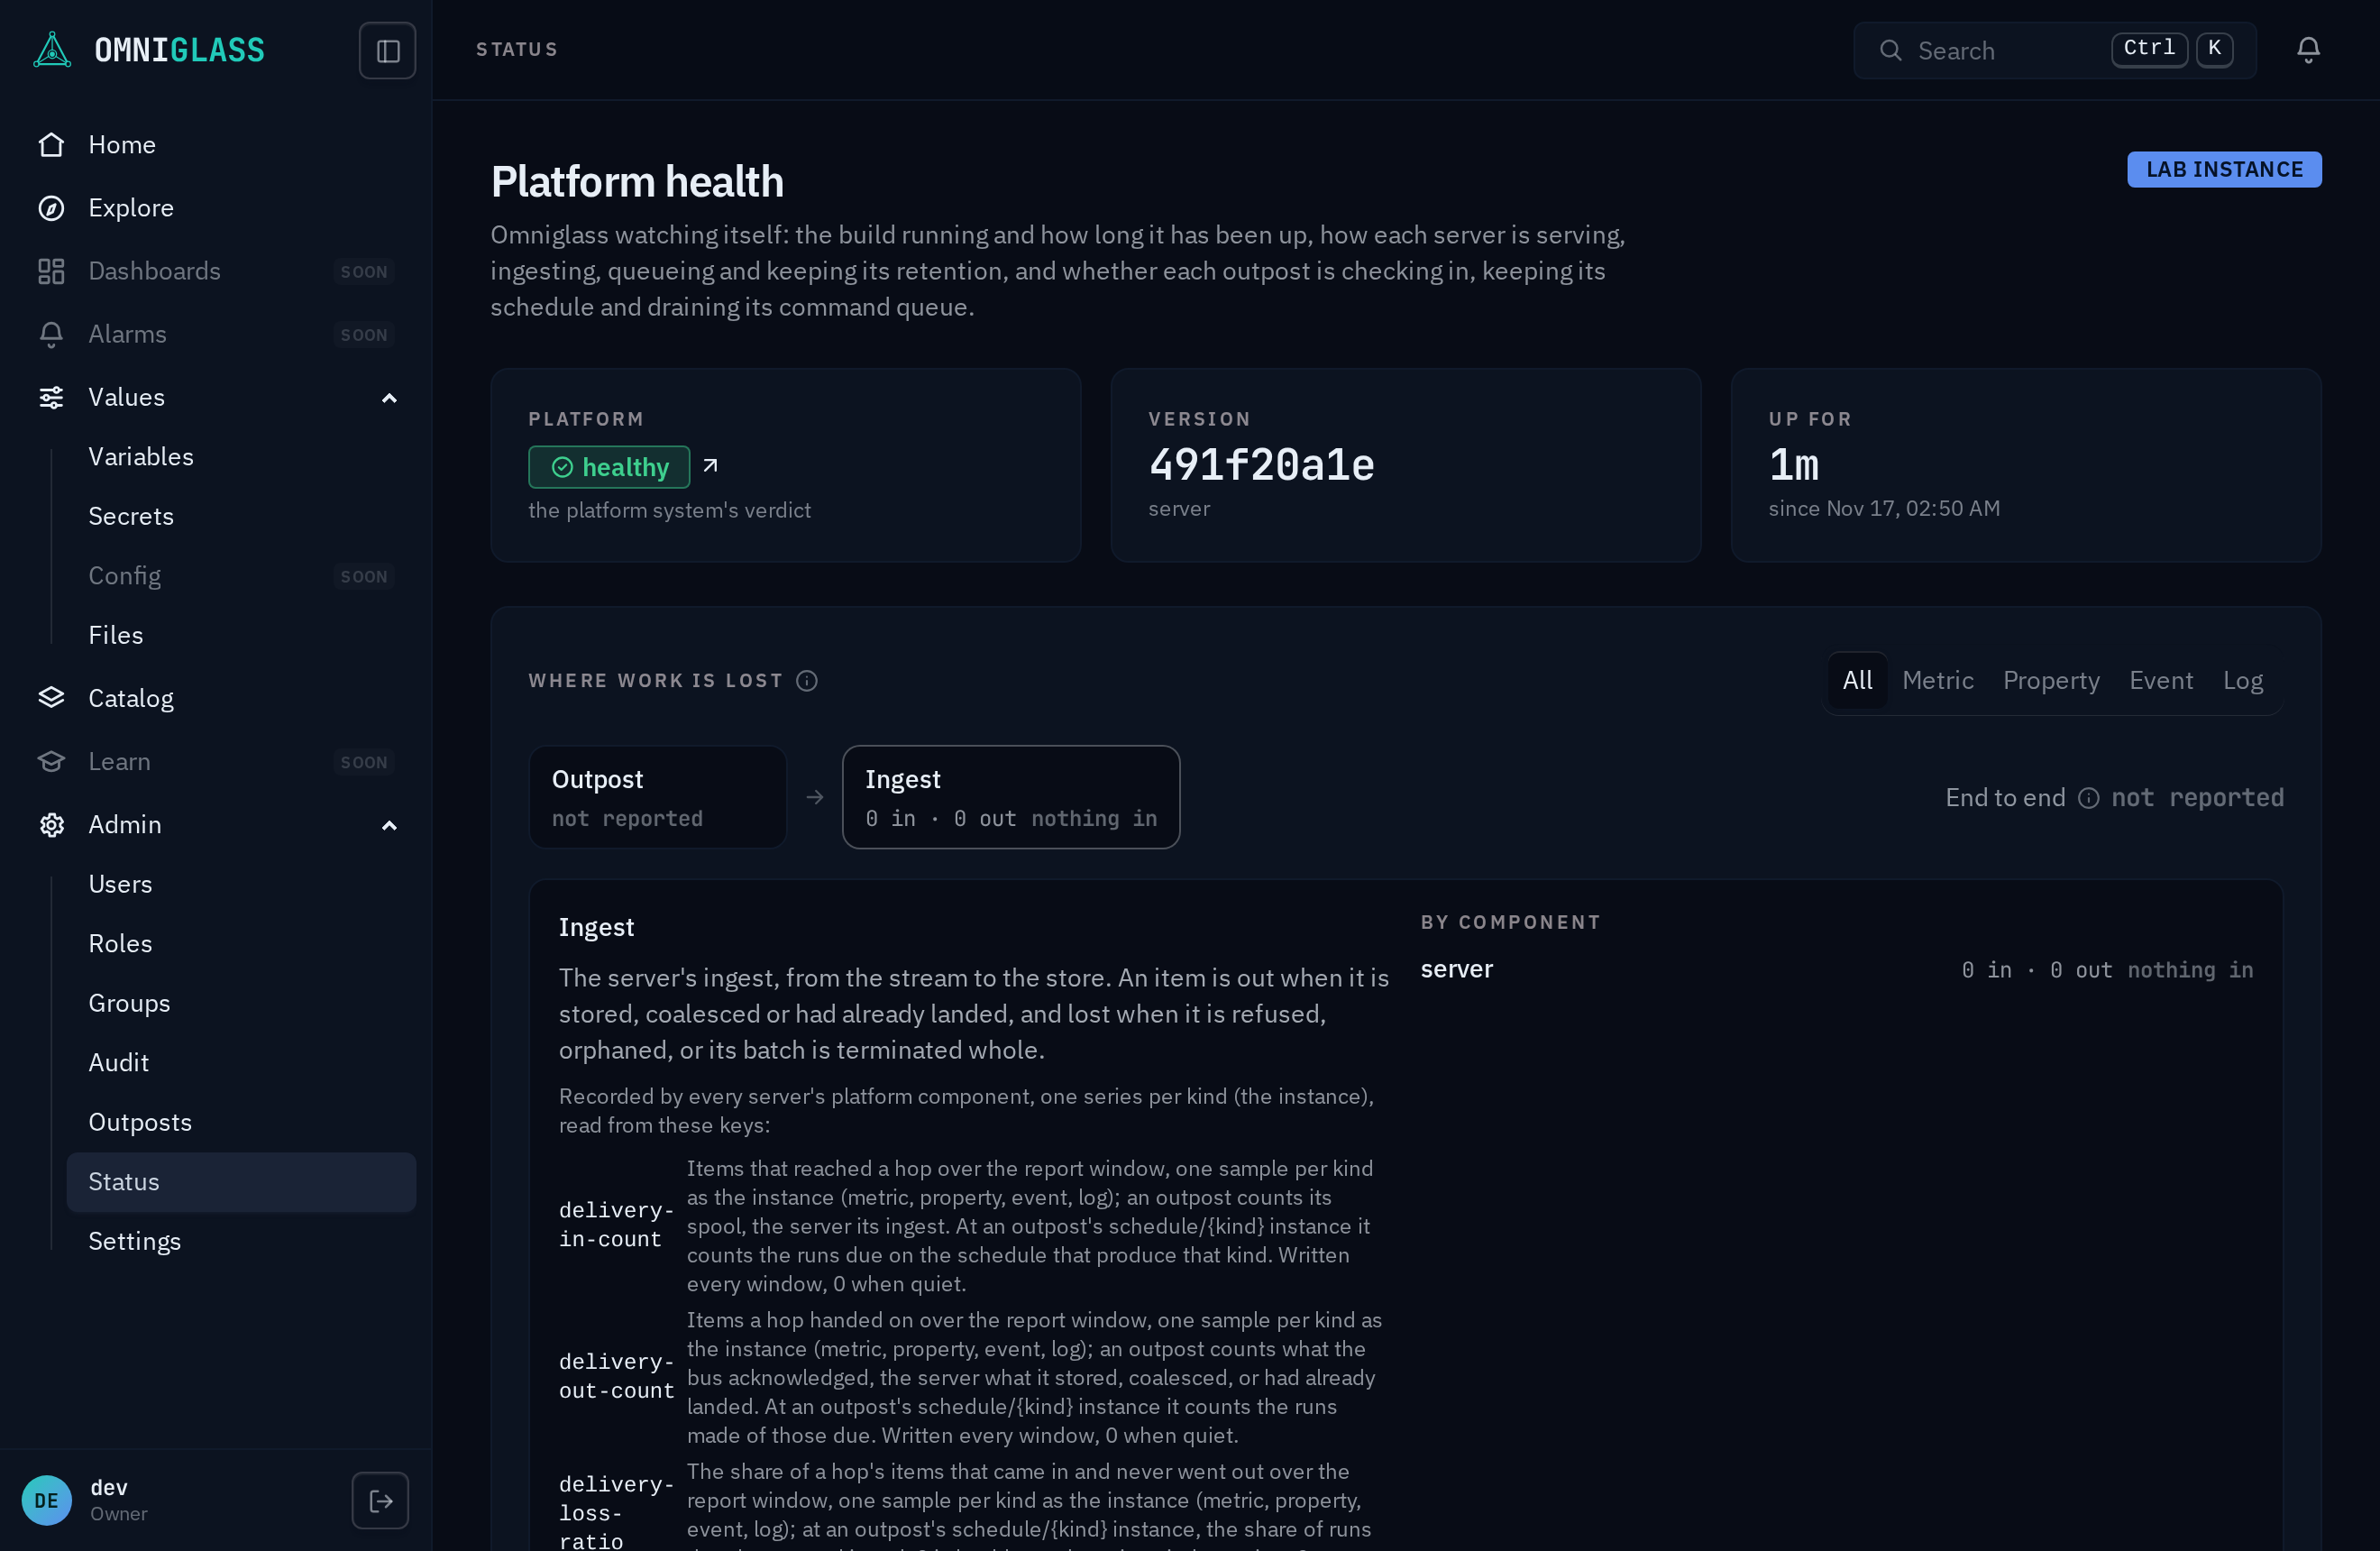 OMNIGLASS
STATUS
Search
Ctrl K
Home
Explore
Dashboards SOON
Alarms SOON
Values
Variables
Secrets
Config SOON
Files
Catalog
Learn SOON
Admin
Users
Roles
Groups
Audit
Outposts
Status
Settings
DE
dev
Owner
Platform health
LAB INSTANCE
Omniglass watching itself: the build running and how long it has been up, how each server is serving,
ingesting, queueing and keeping its retention, and whether each outpost is checking in, keeping its
schedule and draining its command queue.
PLATFORM
healthy
the platform system's verdict
VERSION
491f20a1e
server
UP FOR
1m
since Nov 17, 02:50 AM
WHERE WORK IS LOST
All Metric Property Event Log
Outpost
not reported
Ingest
0 in · 0 out nothing in
End to end not reported
Ingest
The server's ingest, from the stream to the store. An item is out when it is
stored, coalesced or had already landed, and lost when it is refused,
orphaned, or its batch is terminated whole.
Recorded by every server's platform component, one series per kind (the instance),
read from these keys:
delivery-
in-count
Items that reached a hop over the report window, one sample per kind
as the instance (metric, property, event, log); an outpost counts its
spool, the server its ingest. At an outpost's schedule/{kind} instance it
counts the runs due on the schedule that produce that kind. Written
every window, 0 when quiet.
delivery-
out-count
Items a hop handed on over the report window, one sample per kind as
the instance (metric, property, event, log); an outpost counts what the
bus acknowledged, the server what it stored, coalesced, or had already
landed. At an outpost's schedule/{kind} instance it counts the runs
made of those due. Written every window, 0 when quiet.
delivery-
loss-
ratio
The share of a hop's items that came in and never went out over the
report window, one sample per kind as the instance (metric, property,
event, log); at an outpost's schedule/{kind} instance, the share of runs
BY COMPONENT
server
0 in · 0 out nothing in